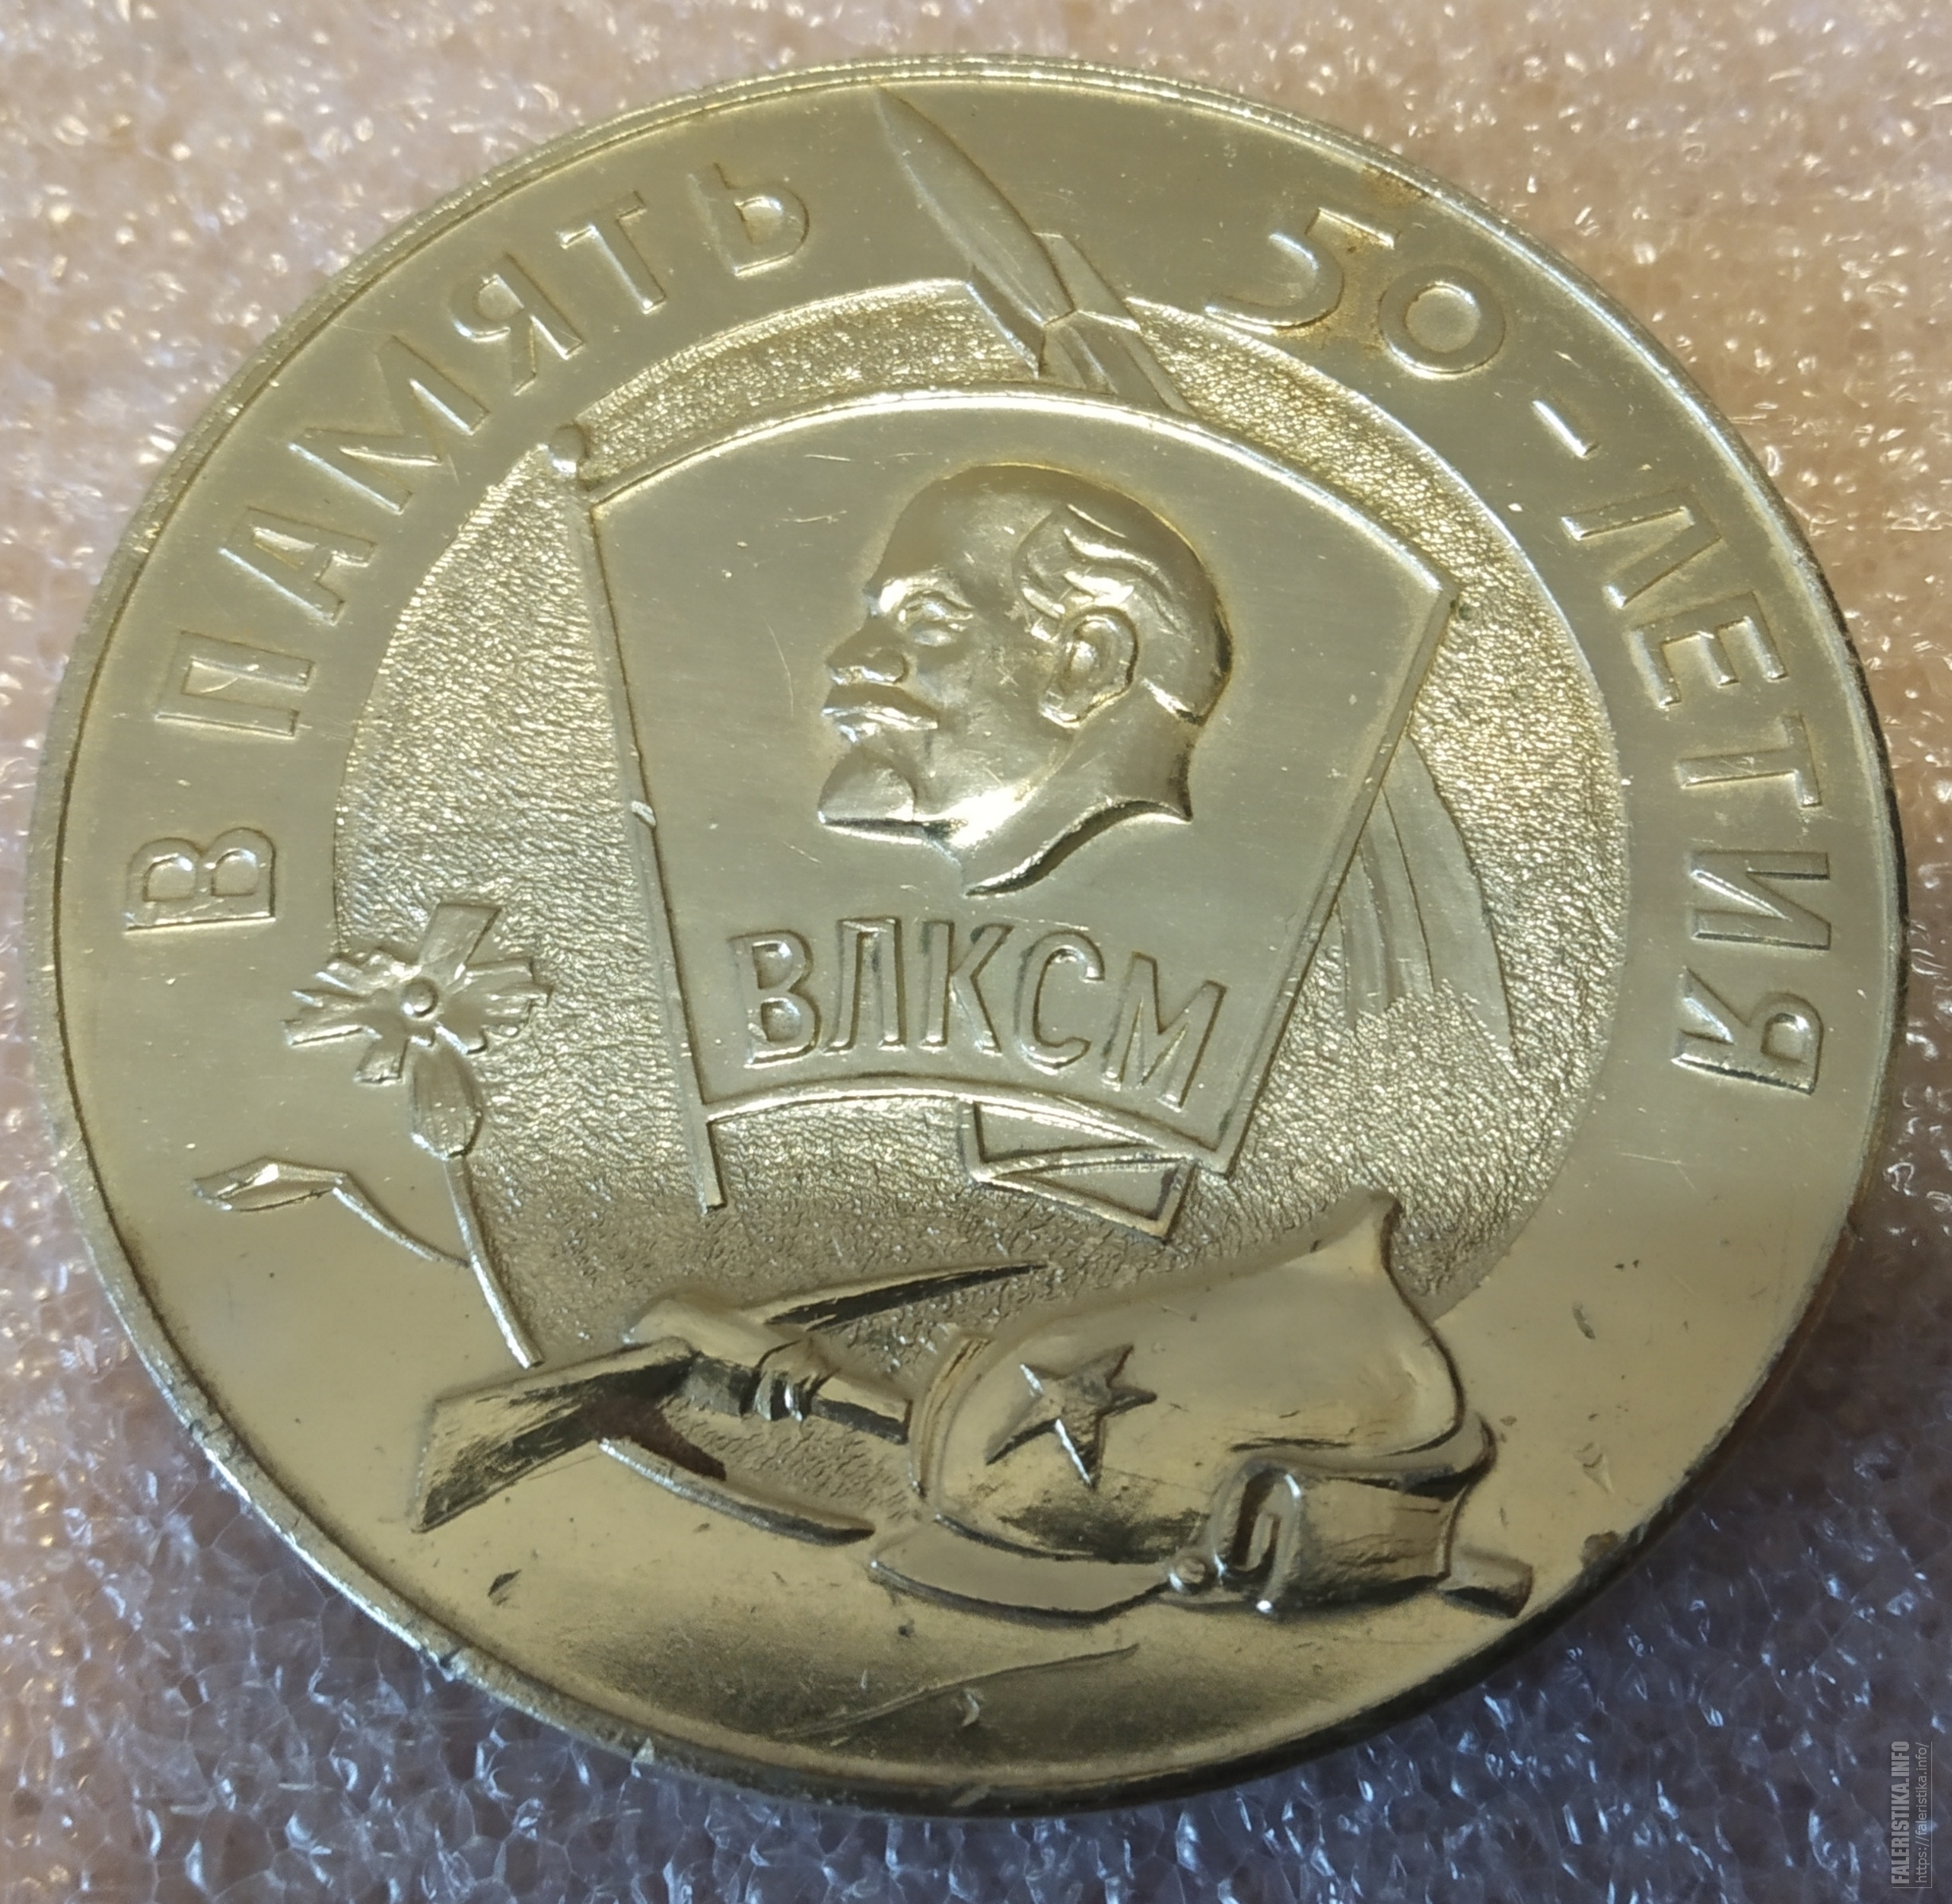 В ПАМЯТЬ 50-ЛЕТИЯ
ВЛКСМ
FALERISTIKA.INFO
https://faleristika.info/